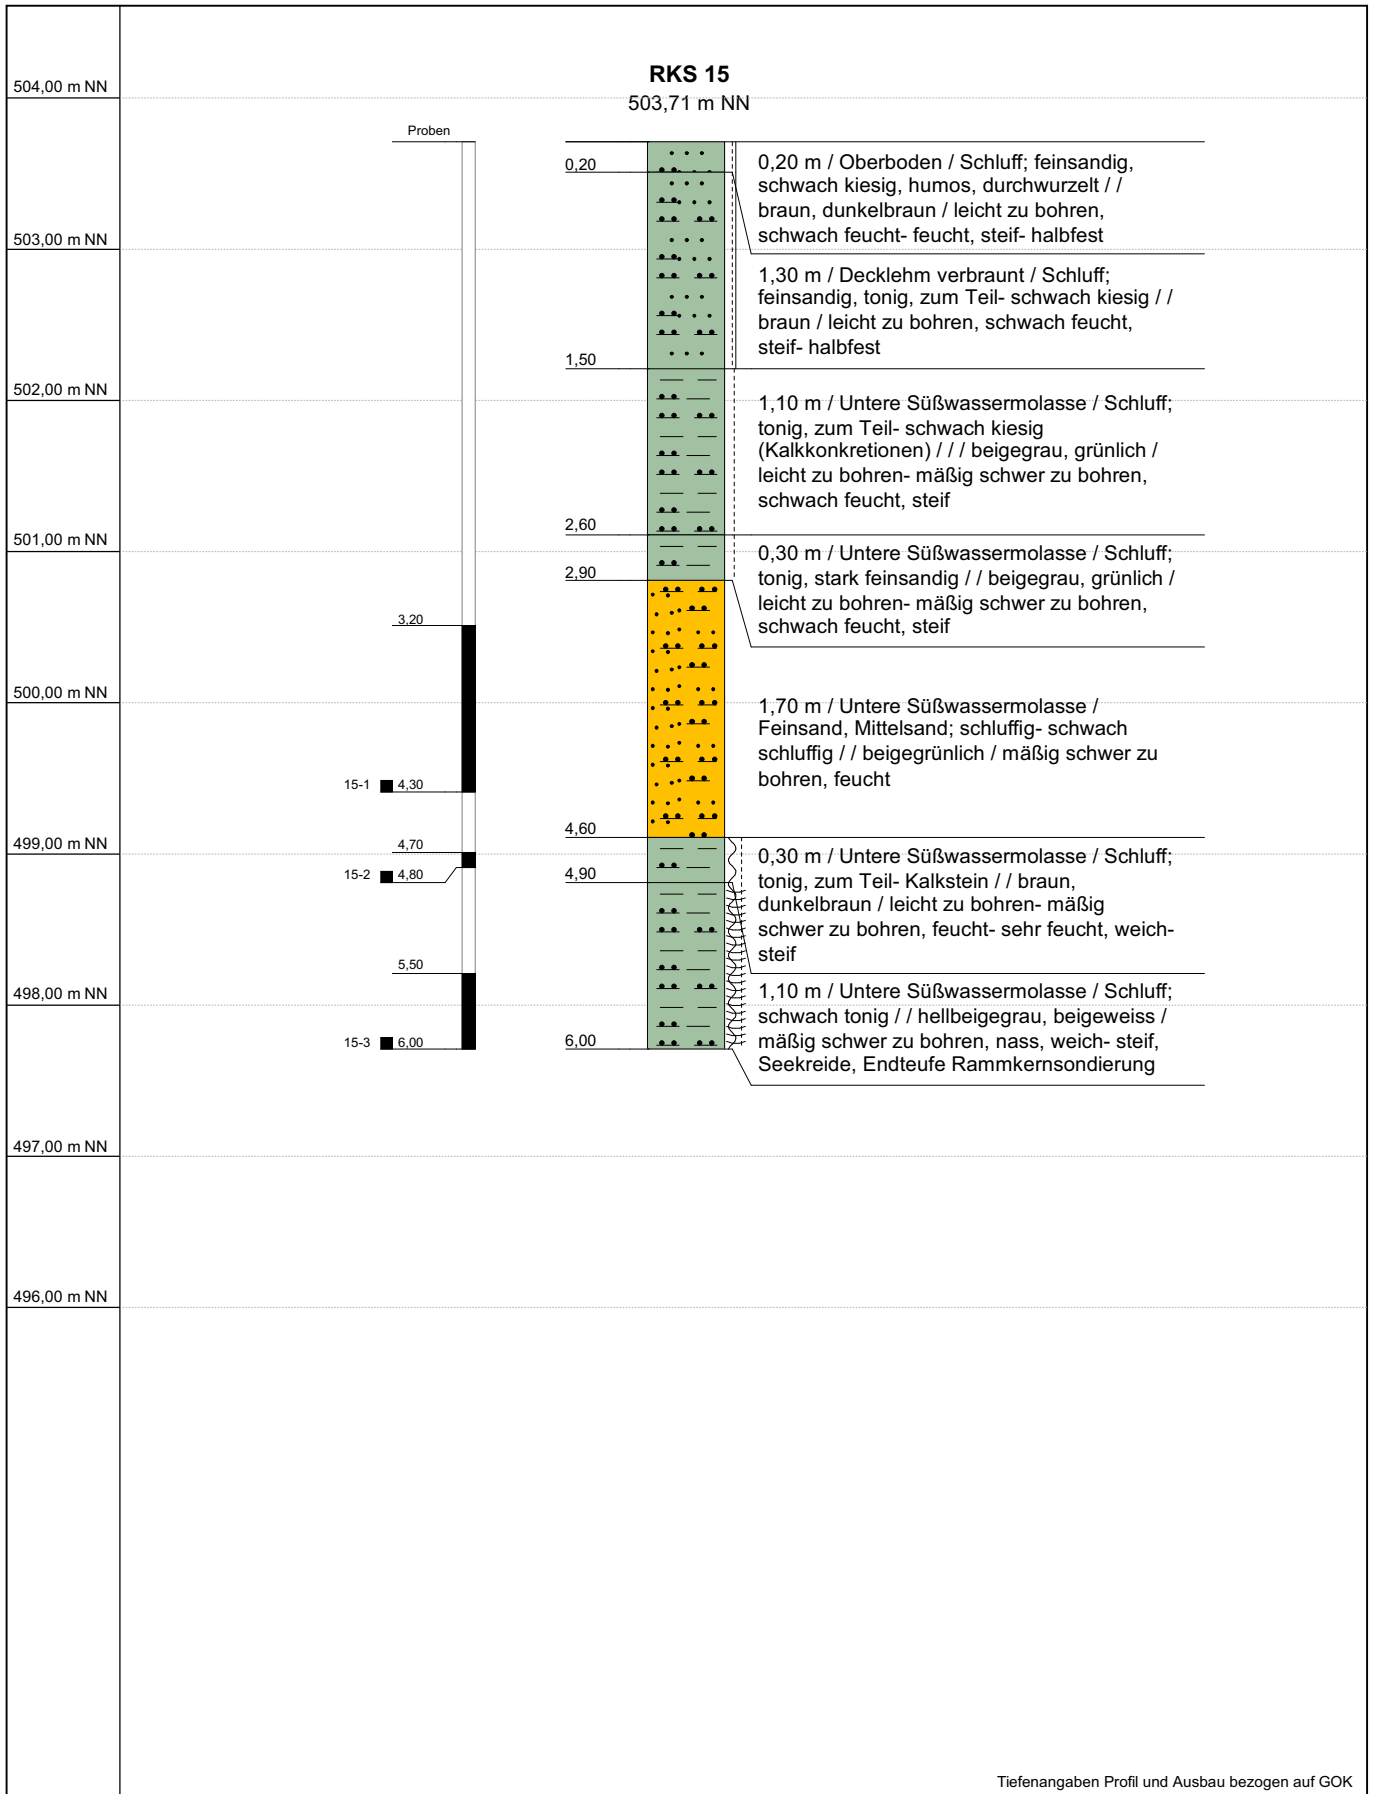 RKS 15
503,71 m NN
504,00 m NN
503,00 m NN
502,00 m NN
501,00 m NN
500,00 m NN
499,00 m NN
498,00 m NN
497,00 m NN
496,00 m NN
Proben
3,20
15-1 4,30
4,70
15-2 4,80
5,50
15-3 6,00
0,20
1,50
2,60
2,90
4,60
4,90
6,00
0,20 m / Oberboden / Schluff; feinsandig,
schwach kiesig, humos, durchwurzelt / /
braun, dunkelbraun / leicht zu bohren,
schwach feucht- feucht, steif- halbfest
1,30 m / Decklehm verbraunt / Schluff;
feinsandig, tonig, zum Teil- schwach kiesig / /
braun / leicht zu bohren, schwach feucht,
steif- halbfest
1,10 m / Untere Süßwassermolasse / Schluff;
tonig, zum Teil- schwach kiesig
(Kalkkonkretionen) / / / beigegrau, grünlich /
leicht zu bohren- mäßig schwer zu bohren,
schwach feucht, steif
0,30 m / Untere Süßwassermolasse / Schluff;
tonig, stark feinsandig / / beigegrau, grünlich /
leicht zu bohren- mäßig schwer zu bohren,
schwach feucht, steif
1,70 m / Untere Süßwassermolasse /
Feinsand, Mittelsand; schluffig- schwach
schluffig / / beigegrünlich / mäßig schwer zu
bohren, feucht
0,30 m / Untere Süßwassermolasse / Schluff;
tonig, zum Teil- Kalkstein / / braun,
dunkelbraun / leicht zu bohren- mäßig
schwer zu bohren, feucht- sehr feucht, weich-
steif
1,10 m / Untere Süßwassermolasse / Schluff;
schwach tonig / / hellbeigegrau, beigeweiss /
mäßig schwer zu bohren, nass, weich- steif,
Seekreide, Endteufe Rammkernsondierung
Tiefenangaben Profil und Ausbau bezogen auf GOK